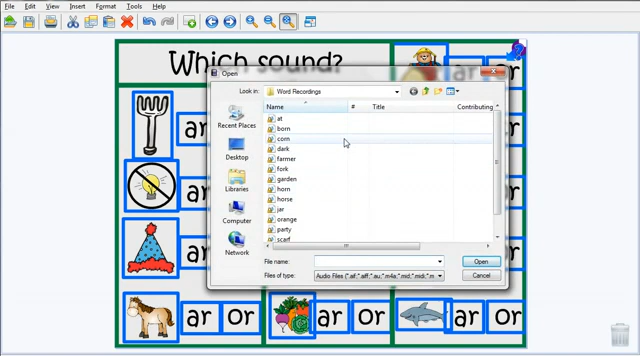 File Edit View Insert Format Tools Help
Which sound?
ar or
Open
Look in: Word Recordings
Name # Title Contributing
Recent Places
Desktop
Libraries
Computer
Network
at
born
corn
dark
farmer
fork
garden
horn
horse
jar
orange
party
scarf
File name: Open
Files of type: Audio Files (*.aif;*.aiff;*.au;*.m4a;*.mid;*.midi;*.m Cancel
ar
ar
ar
ar or ar or ar or